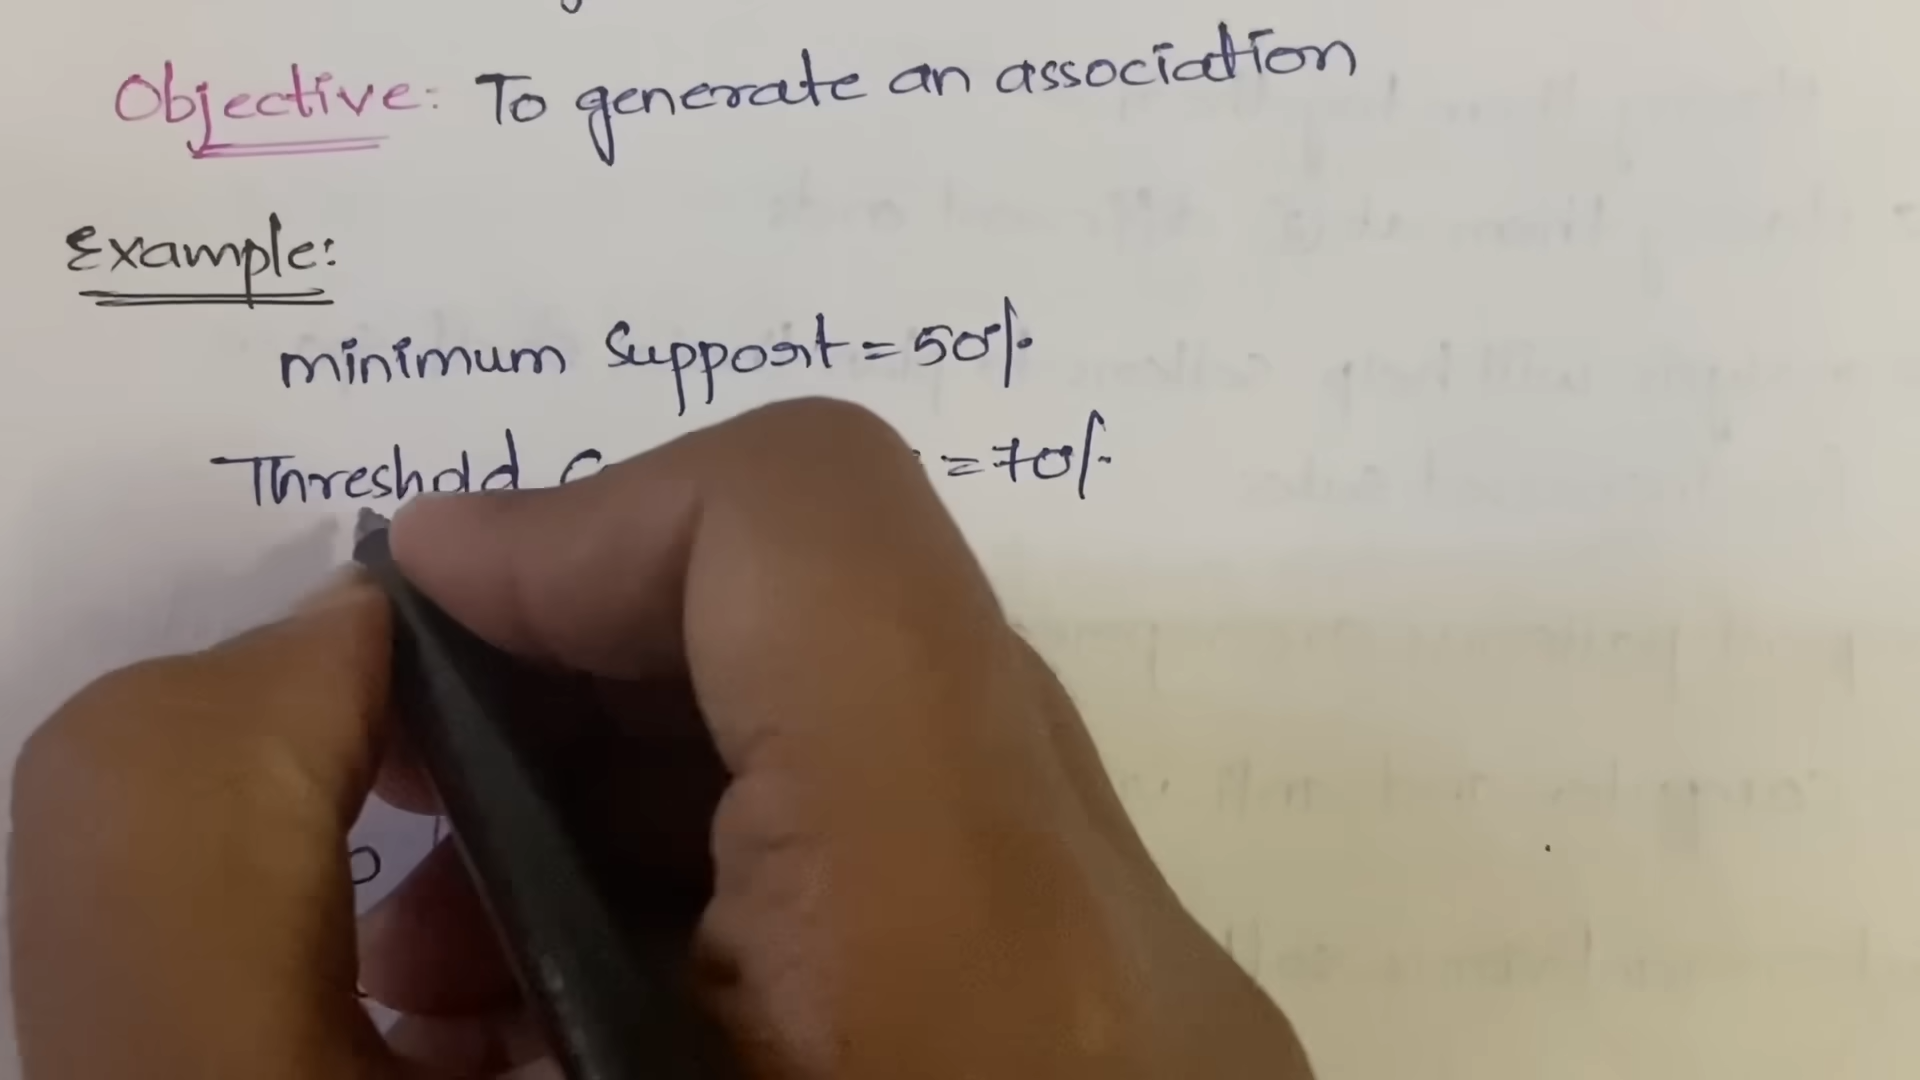 Objective: To generate an association
Example:
minimum Support = 50%
Threshold = 70%